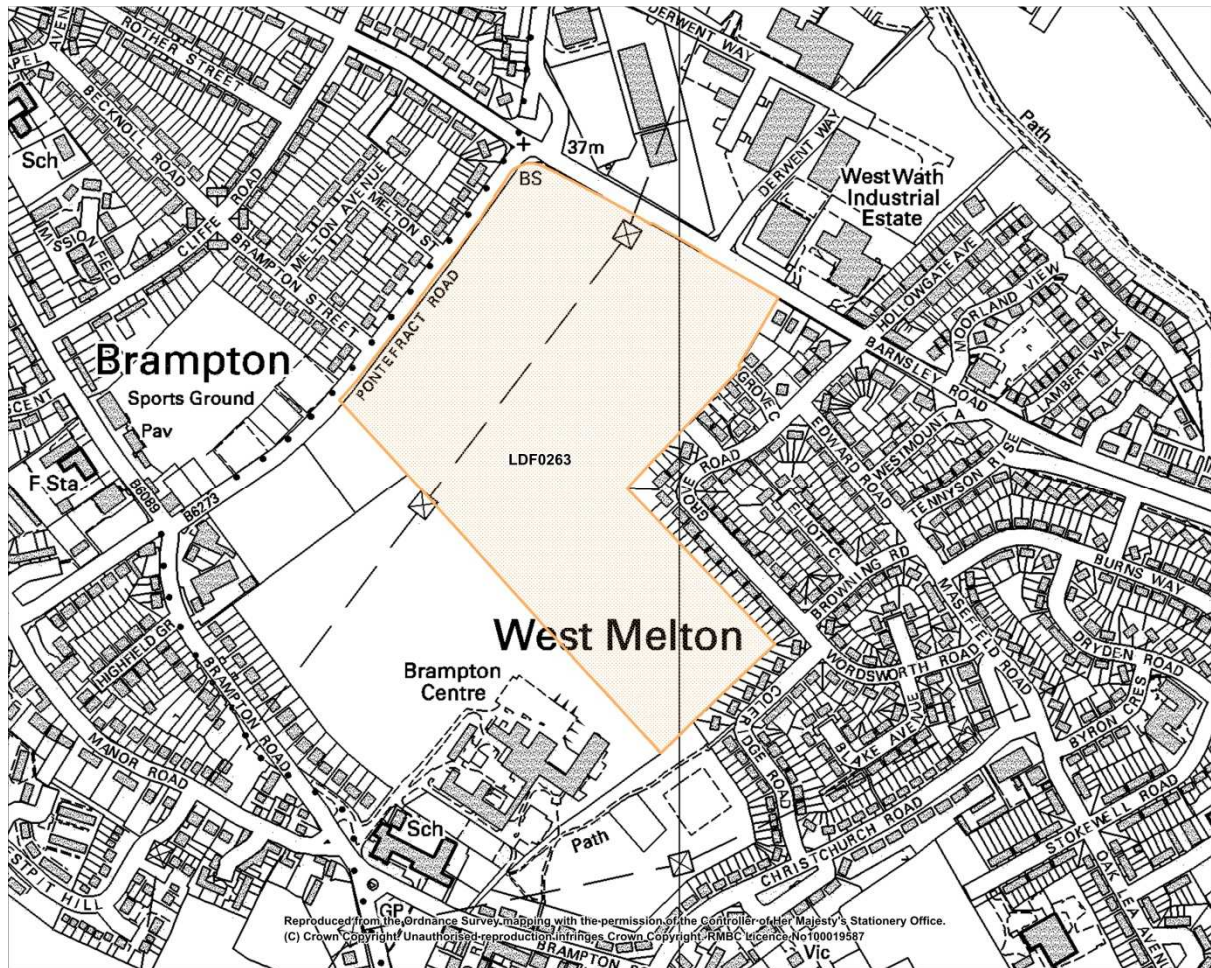 DERWENT WAY
ROTHER STREET
BECKNOLL ROAD
Sch
CLIFFE ROAD
MISSION FIELD
BRAMPTON STREET
MELTON AVENUE
MELTON ST
37m
BS
DERWENT WAY
Path
West Wath
Industrial
Estate
HOLLOWGATE AVE
MOORLAND VIEW
LAMBERT WALK
BARNSLEY ROAD
PONTEFRACT ROAD
Brampton
Sports Ground
Pav
F Sta
B6089
B6273
LDF0263
GROVE C
GROVE ROAD
EDWARD ROAD
WESTMOUNT A
TENNYSON RISE
ELIOTT C
BROWNING RD
BURNS WAY
MASEFIELD ROAD
DRYDEN ROAD
WORDSWORTH ROAD
BLAKE AVENUE
BYRON CRES
West Melton
Brampton
Centre
HIGHFIELD GR
BRAMPTON ROAD
MANOR ROAD
COLERIDGE ROAD
CHRISTCHURCH ROAD
STOKEWELL ROAD
OAK LEA AVENUE
Path
Sch
PIT HILL
GP
Reproduced from the Ordnance Survey mapping with the permission of the Controller of Her Majesty's Stationery Office.
(C) Crown Copyright. Unauthorised reproduction infringes Crown Copyright. RMBC Licence No100019587
BRAMPTON
Vic